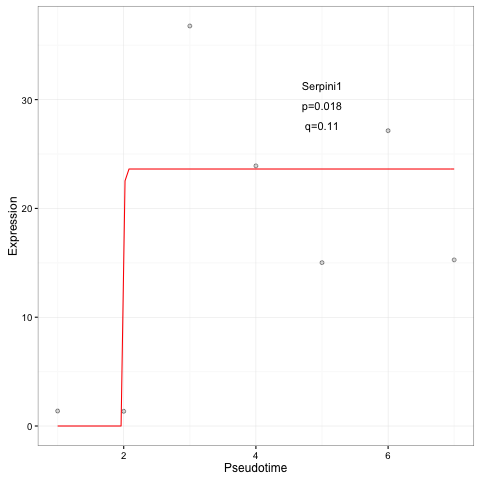 Serpini1
p=0.018
q=0.11
Expression
30
20
10
0
2
4
6
Pseudotime